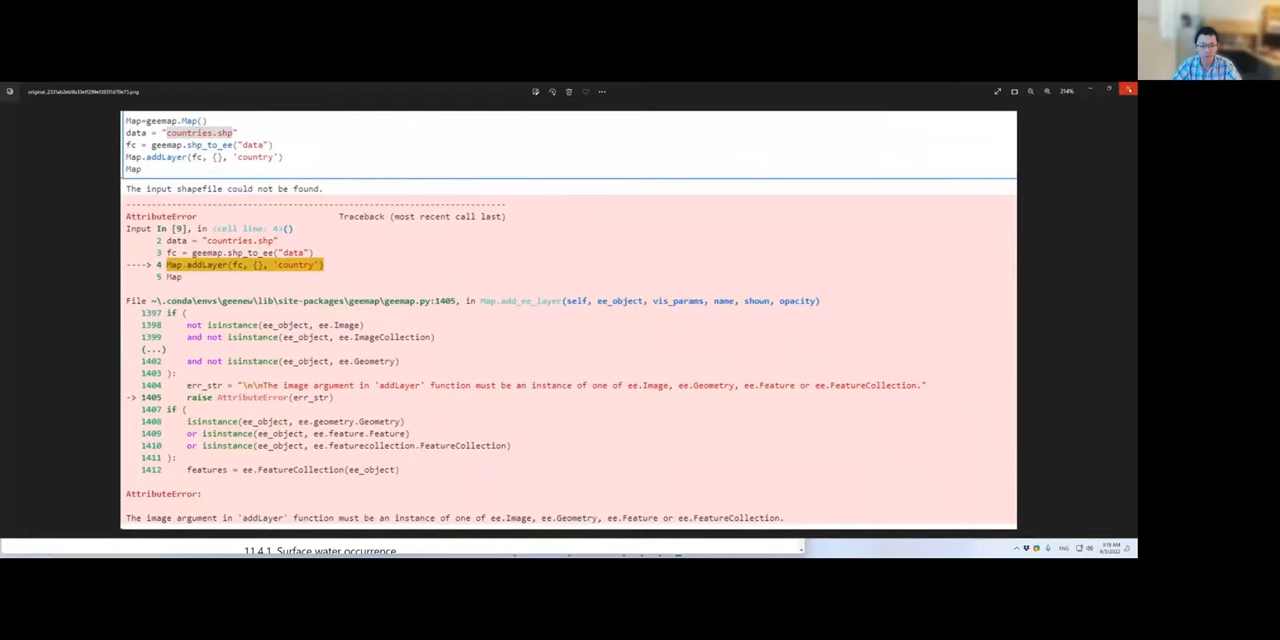 214%
Map=geemap.Map()
data = "countries.shp"
fc = geemap.shp_to_ee("data")
Map.addLayer(fc, {}, 'country')
Map
The input shapefile could not be found.
---------------------------------------------------------------------------
AttributeError Traceback (most recent call last)
Input In [9], in <cell line: 4>()
2 data = "countries.shp"
3 fc = geemap.shp_to_ee("data")
----> 4 Map.addLayer(fc, {}, 'country')
5 Map
File ~\.conda\envs\geenew\lib\site-packages\geemap\geemap.py:1405, in Map.add_ee_layer(self, ee_object, vis_params, name, shown, opacity)
1397 if (
1398 not isinstance(ee_object, ee.Image)
1399 and not isinstance(ee_object, ee.ImageCollection)
(...)
1402 and not isinstance(ee_object, ee.Geometry)
1403 ):
1404 err_str = "\n\nThe image argument in 'addLayer' function must be an instance of one of ee.Image, ee.Geometry, ee.Feature or ee.FeatureCollection."
-> 1405 raise AttributeError(err_str)
1407 if (
1408 isinstance(ee_object, ee.geometry.Geometry)
1409 or isinstance(ee_object, ee.feature.Feature)
1410 or isinstance(ee_object, ee.featurecollection.FeatureCollection)
1411 ):
1412 features = ee.FeatureCollection(ee_object)
AttributeError:
The image argument in 'addLayer' function must be an instance of one of ee.Image, ee.Geometry, ee.Feature or ee.FeatureCollection.
11.4.1 Surface water occurrence
ENG
9:19 AM
8/5/2022